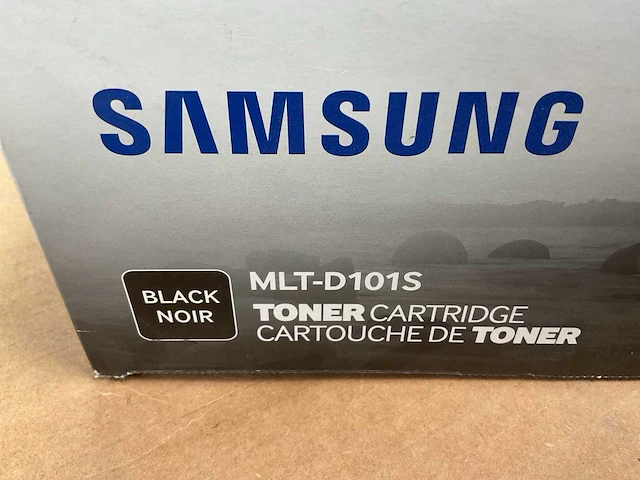 SAMSUNG
BLACK
NOIR
MLT-D101S
TONER CARTRIDGE
CARTOUCHE DE TONER